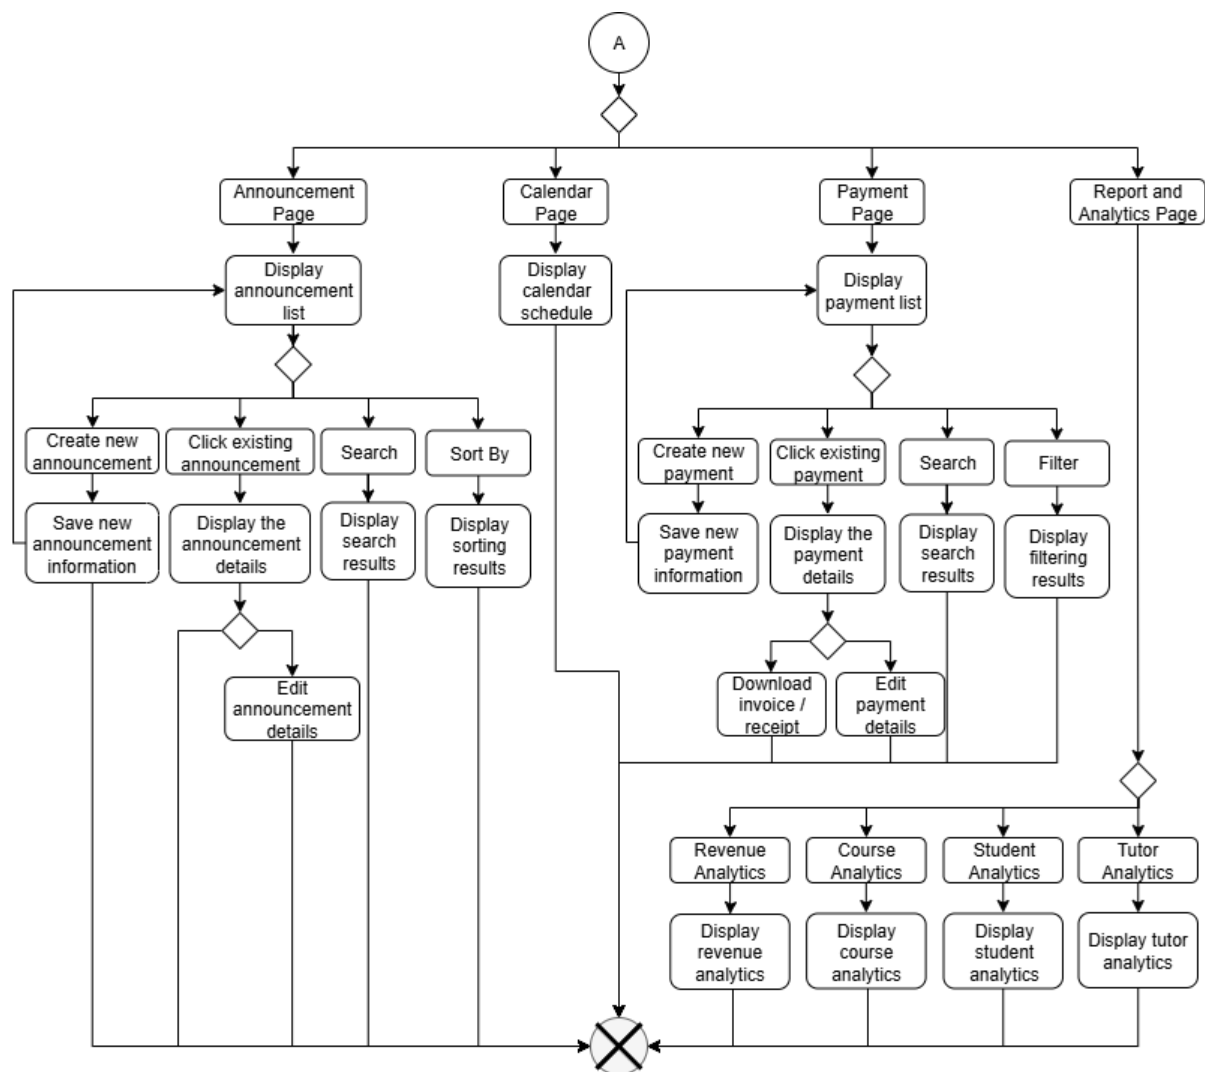 A
Announcement
Page
Calendar
Page
Payment
Page
Report and
Analytics Page
Display
announcement
list
Display
calendar
schedule
Display
payment list
Create new
announcement
Click existing
announcement
Search
Sort By
Create new
payment
Click existing
payment
Search
Filter
Save new
announcement
information
Display the
announcement
details
Display
search
results
Display
sorting
results
Save new
payment
information
Display the
payment
details
Display
search
results
Display
filtering
results
Edit
announcement
details
Download
invoice /
receipt
Edit
payment
details
Revenue
Analytics
Course
Analytics
Student
Analytics
Tutor
Analytics
Display
revenue
analytics
Display
course
analytics
Display
student
analytics
Display tutor
analytics